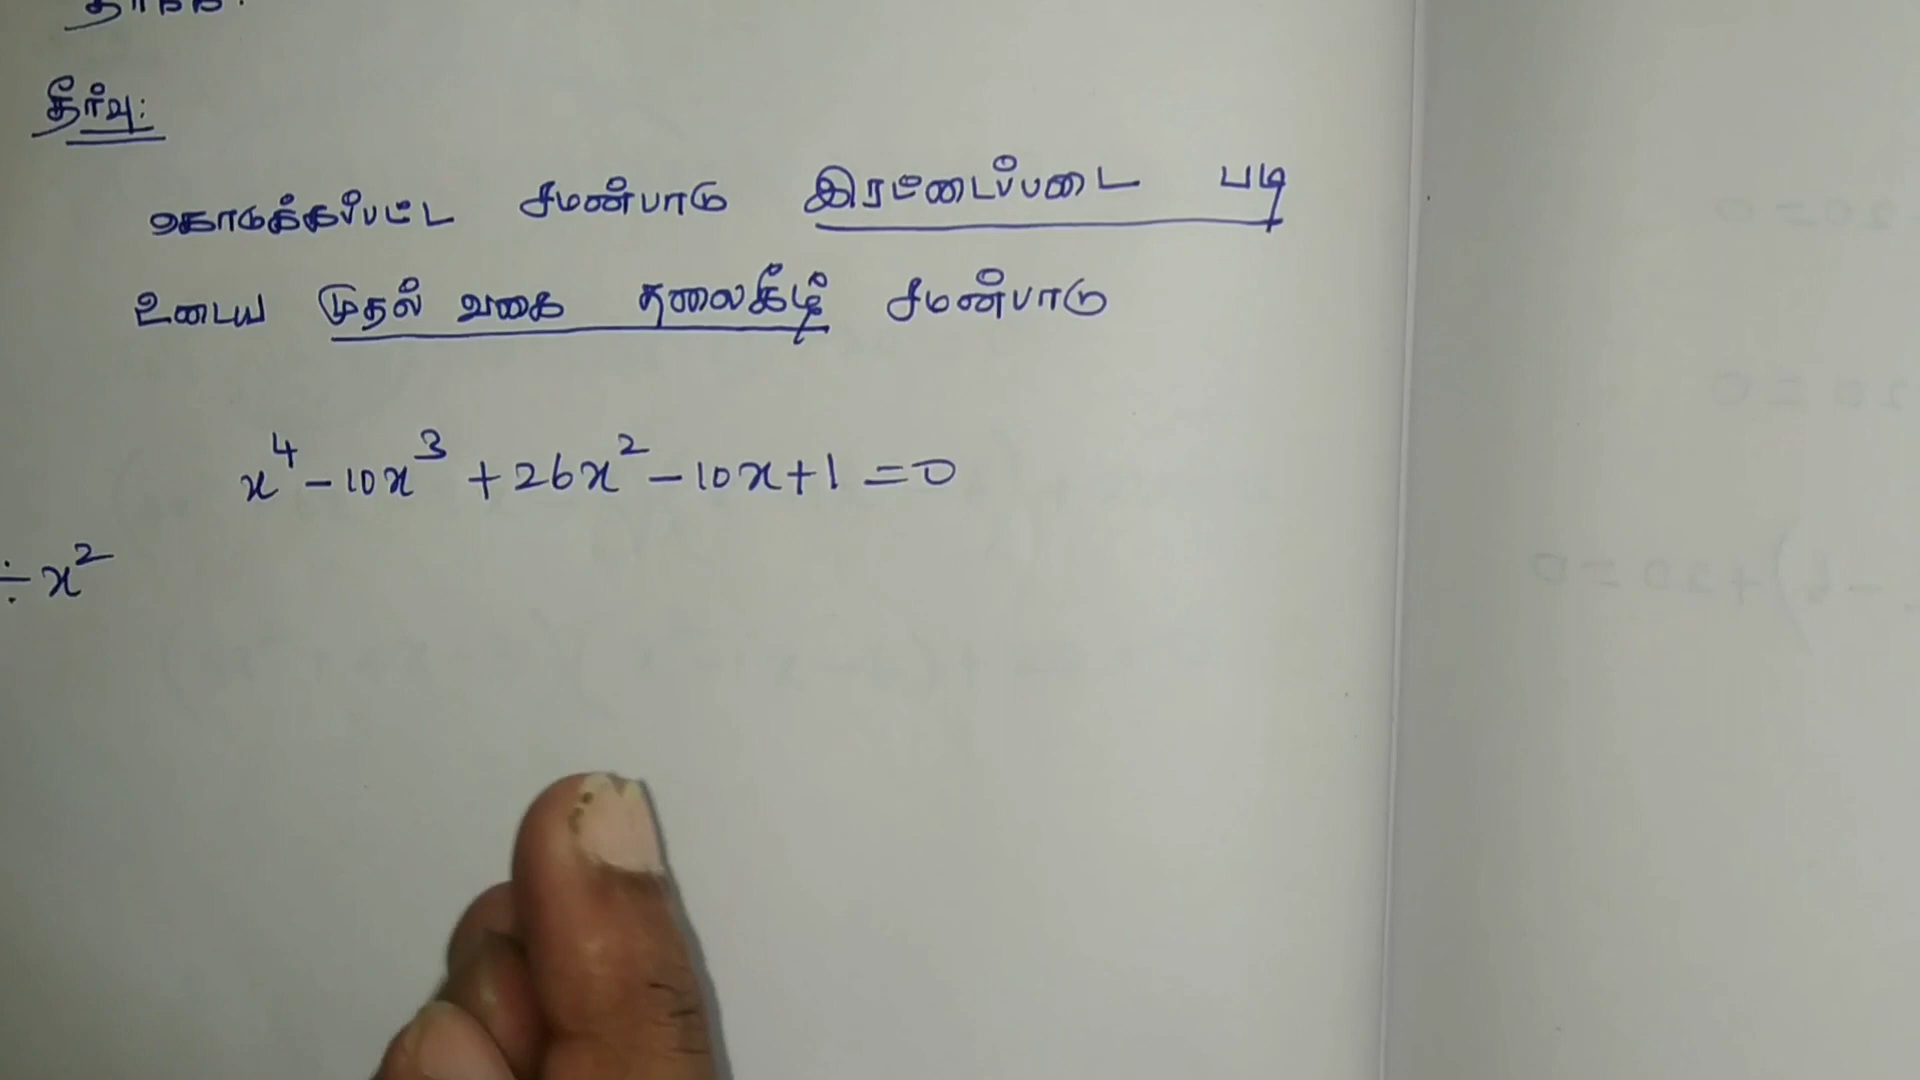 தீர்வு:
கொடுக்கப்பட்ட சமன்பாடு இரட்டைப்படை படி
உடைய முதல் வகை தலைகீழ் சமன்பாடு
x⁴ - 10x³ + 26x² - 10x + 1 = 0
÷ x²